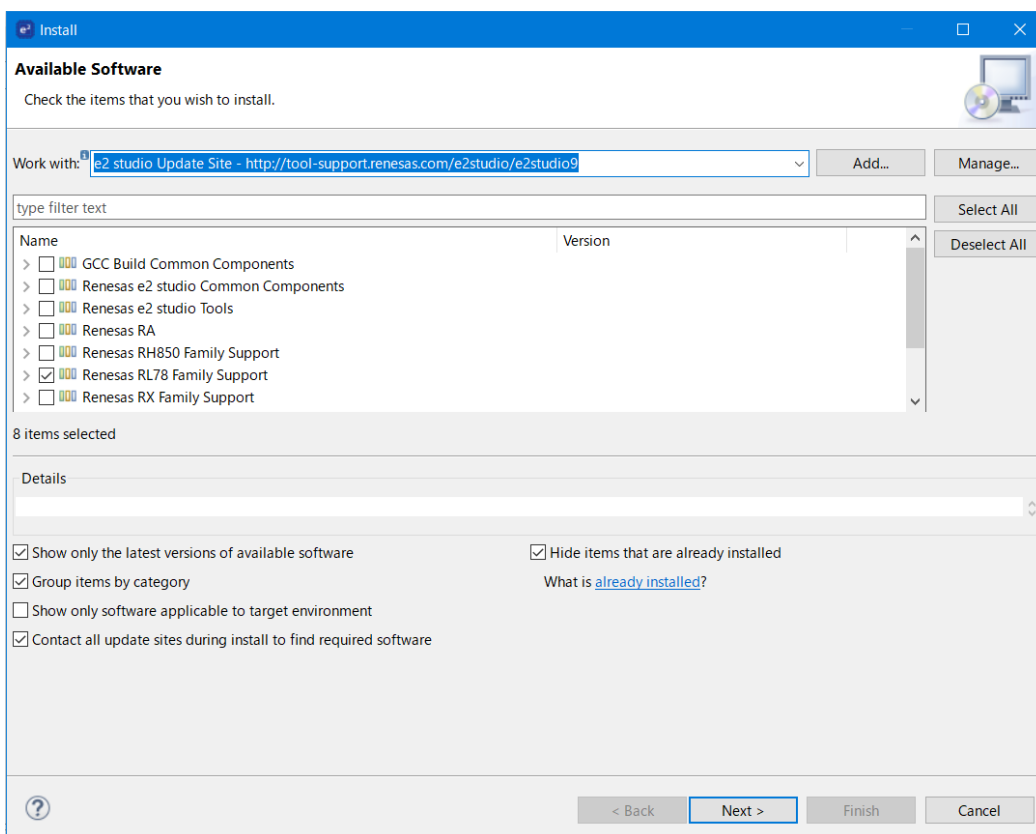 e² Install
Available Software
Check the items that you wish to install.
Work with: e2 studio Update Site - http://tool-support.renesas.com/e2studio/e2studio9 Add... Manage...
type filter text Select All
Name Version Deselect All
GCC Build Common Components
Renesas e2 studio Common Components
Renesas e2 studio Tools
Renesas RA
Renesas RH850 Family Support
Renesas RL78 Family Support
Renesas RX Family Support
8 items selected
Details
Show only the latest versions of available software Hide items that are already installed
Group items by category What is already installed?
Show only software applicable to target environment
Contact all update sites during install to find required software
? < Back Next > Finish Cancel